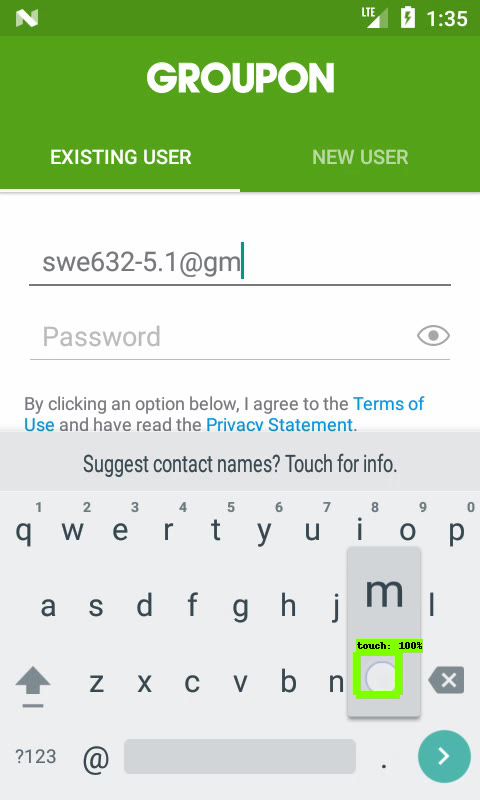 LTE 1:35
GROUPON
EXISTING USER NEW USER
swe632-5.1@gm
Password
By clicking an option below, I agree to the Terms of
Use and have read the Privacy Statement.
Suggest contact names? Touch for info.
1 2 3 4 5 6 7 8 9 0
q w e r t y u i o p
a s d f g h j m l
touch: 100%
z x c v b n
?123 @ .